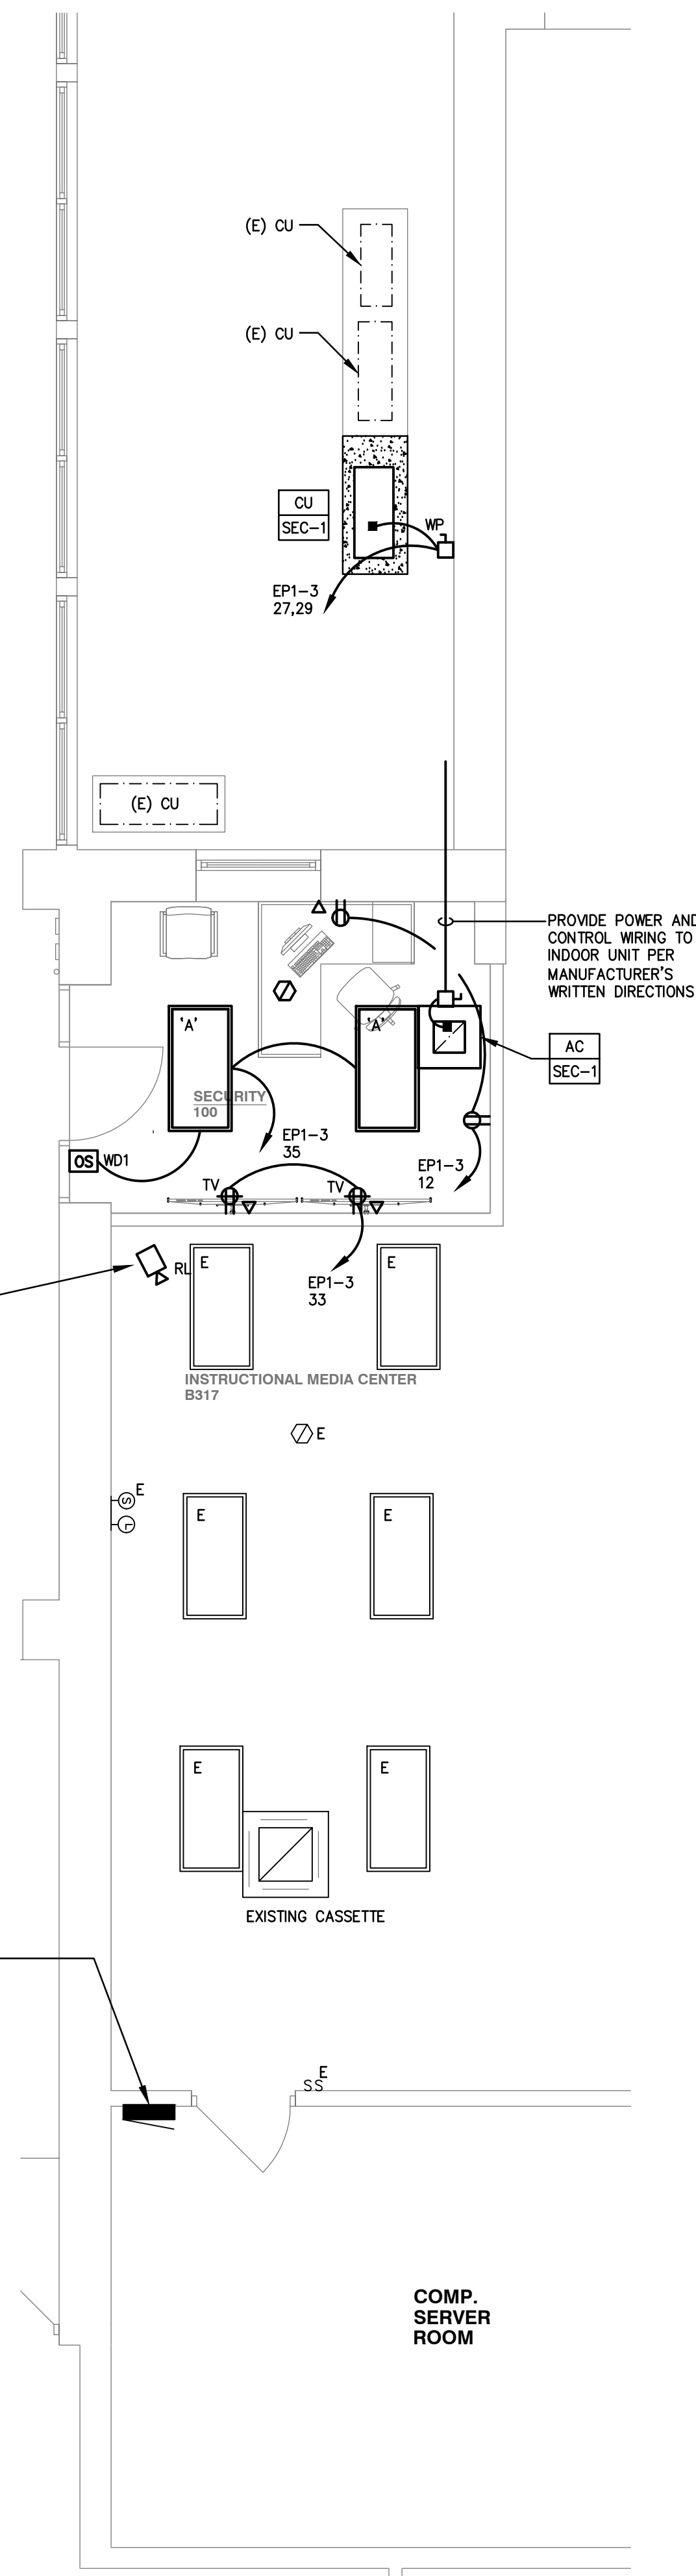 (E) CU
(E) CU
CU
SEC-1
WP
EP1-3
27,29
(E) CU
PROVIDE POWER AND
CONTROL WIRING TO
INDOOR UNIT PER
MANUFACTURER'S
WRITTEN DIRECTIONS
'A'
'A'
AC
SEC-1
SECURITY
100
EP1-3
35
OS WD1
EP1-3
12
TV
TV
RL
E
E
EP1-3
33
INSTRUCTIONAL MEDIA CENTER
B317
E
E
S
L
E
E
E
E
EXISTING CASSETTE
E
SS
COMP.
SERVER
ROOM